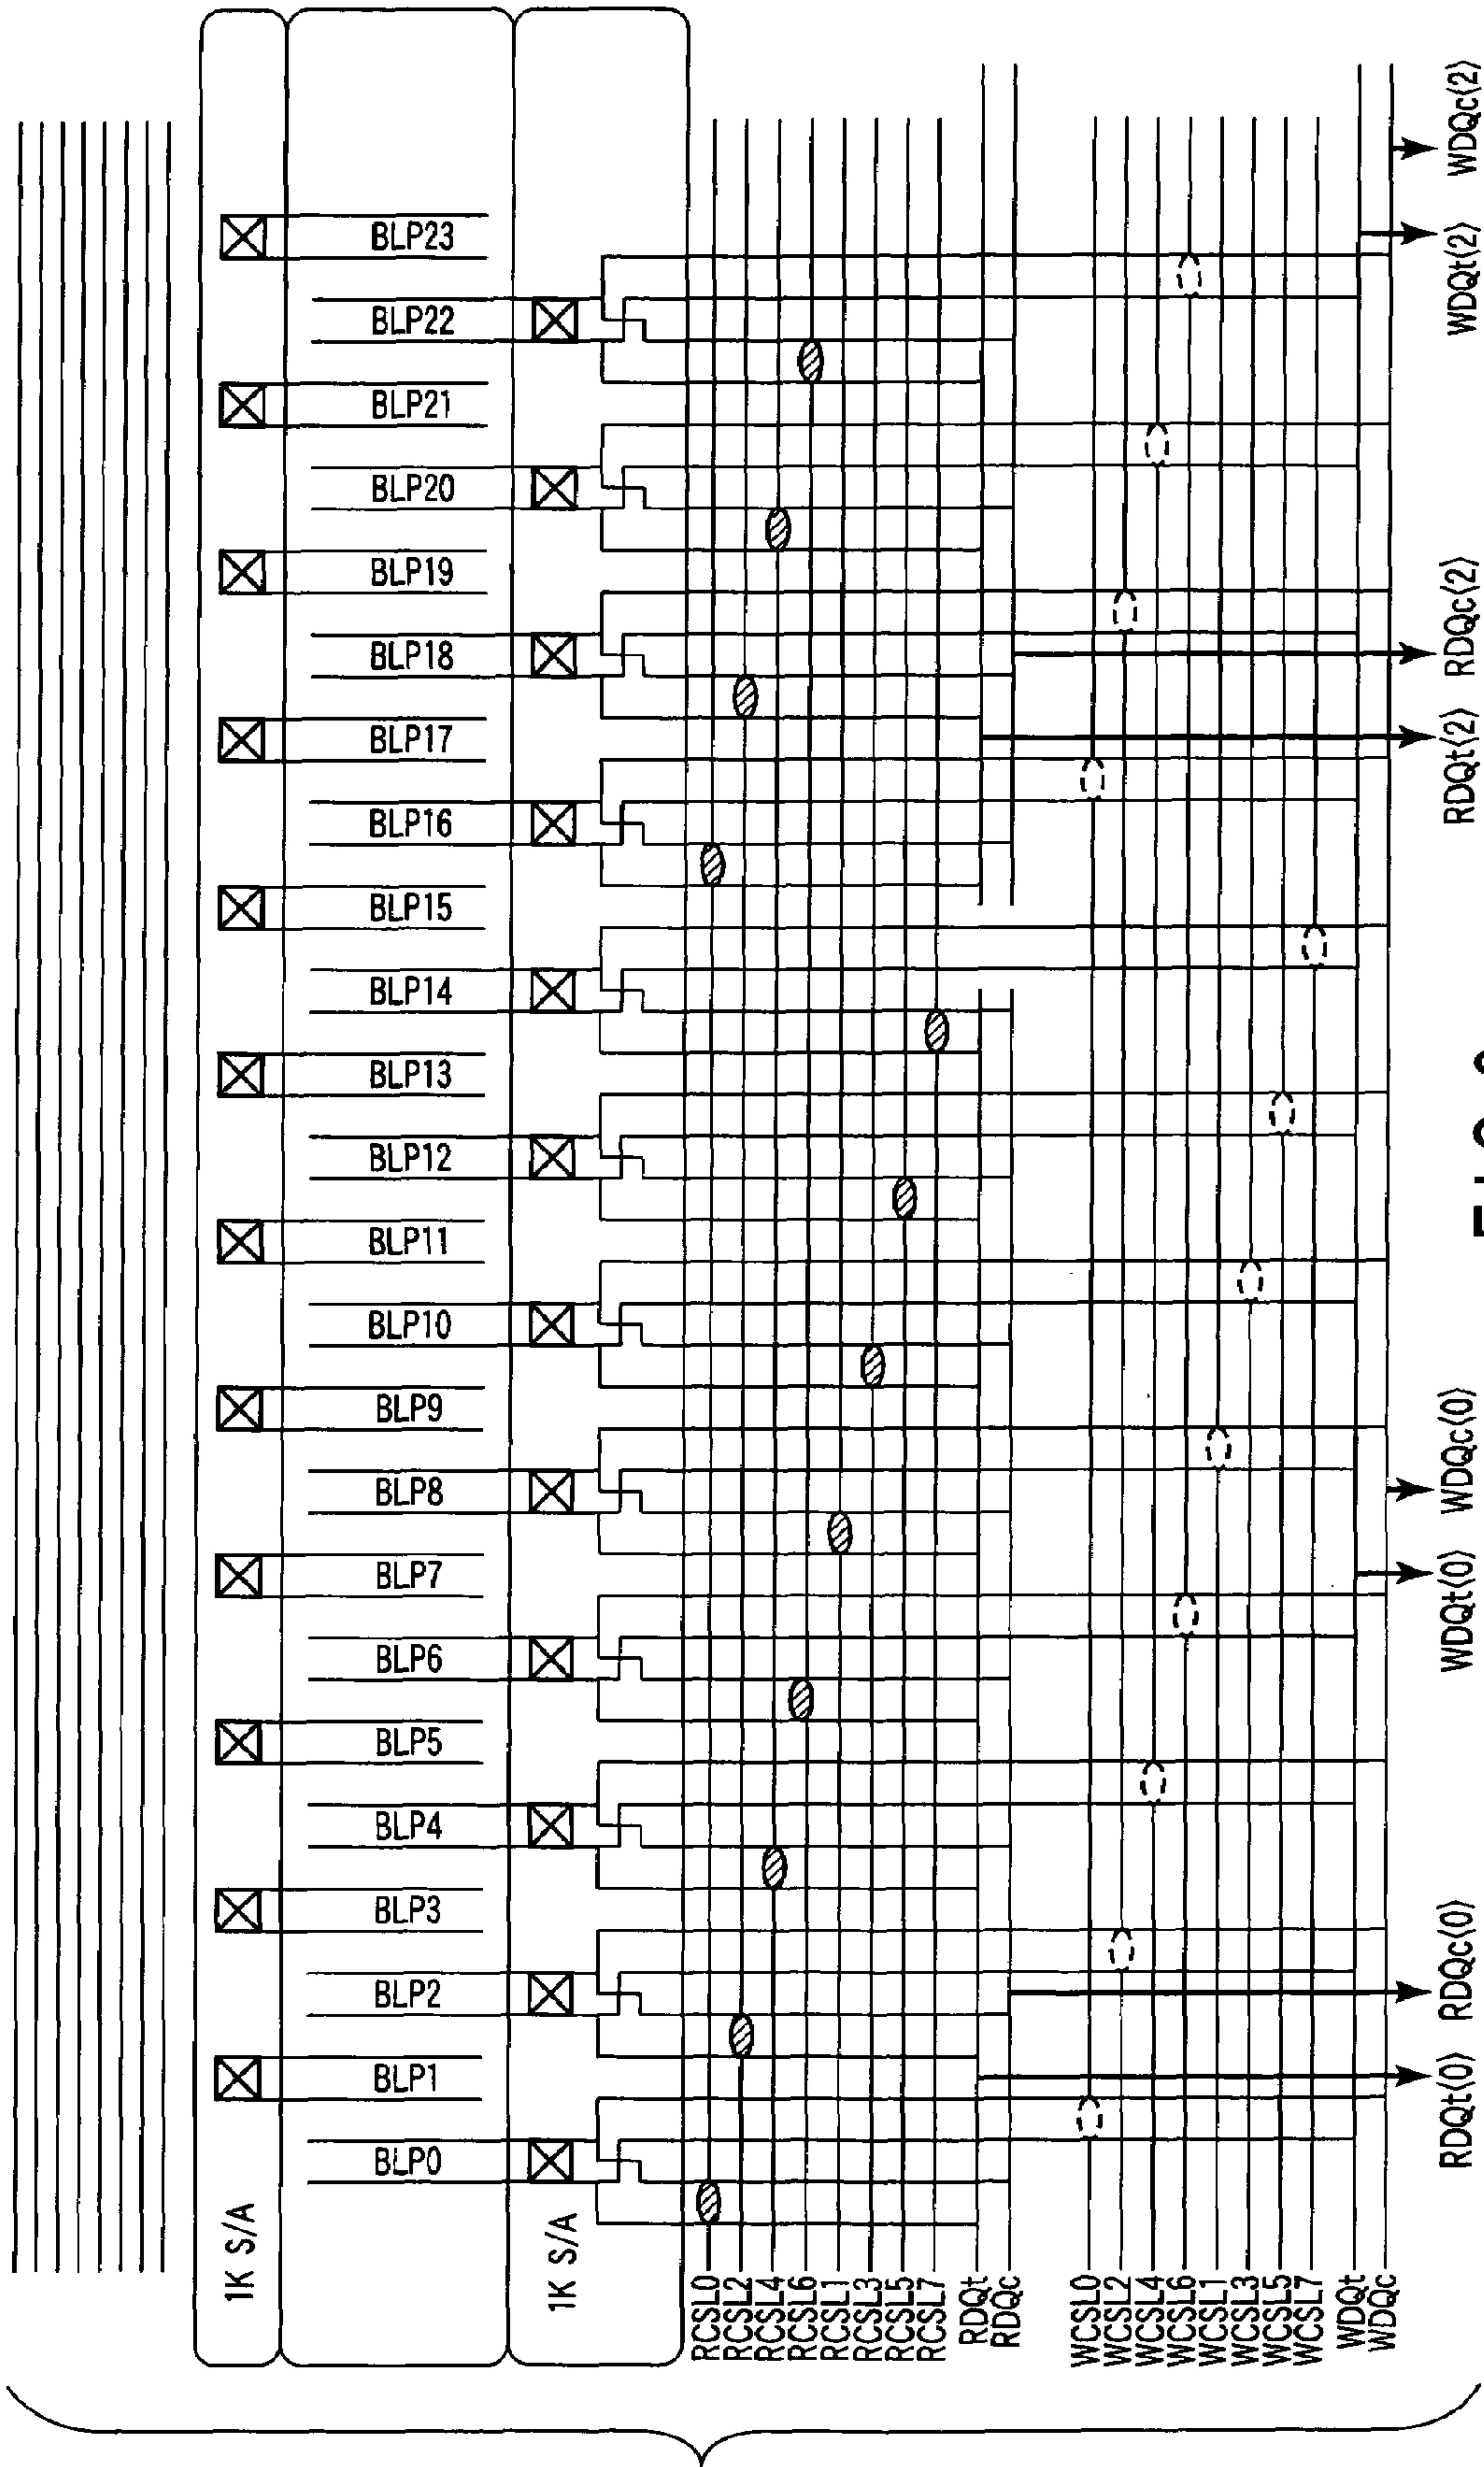 1K S/A
BLP0
BLP1
BLP2
BLP3
BLP4
BLP5
BLP6
BLP7
BLP8
BLP9
BLP10
BLP11
BLP12
BLP13
BLP14
BLP15
BLP16
BLP17
BLP18
BLP19
BLP20
BLP21
BLP22
BLP23
1K S/A
RCSL0
RCSL2
RCSL4
RCSL6
RCSL1
RCSL3
RCSL5
RCSL7
RDQt
RDQc
WCSL0
WCSL2
WCSL4
WCSL6
WCSL1
WCSL3
WCSL5
WCSL7
WDQt
WDQc
RDQt⟨0⟩
RDQc⟨0⟩
WDQt⟨0⟩
WDQc⟨0⟩
RDQt⟨2⟩
RDQc⟨2⟩
WDQt⟨2⟩
WDQc⟨2⟩